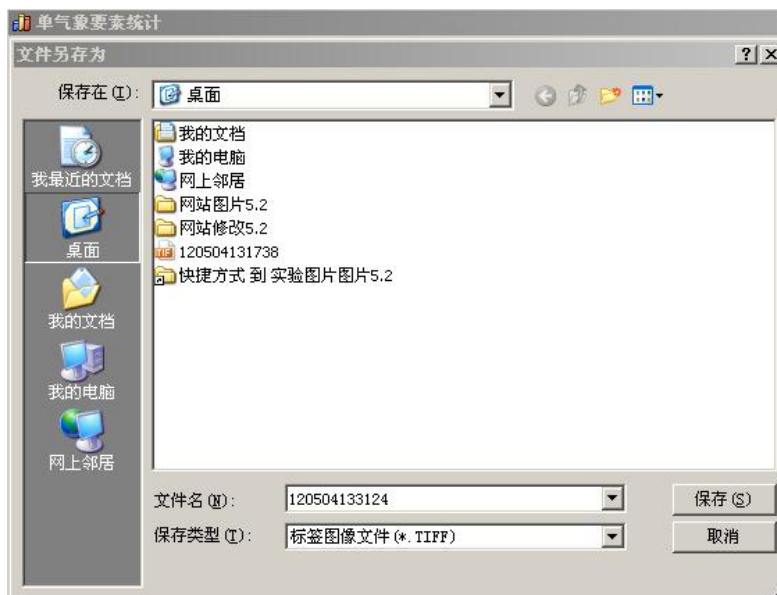 单气象要素统计
文件另存为
保存在(I):
桌面
我最近的文档
桌面
我的文档
我的电脑
网上邻居
我的文档
我的电脑
网上邻居
网站图片5.2
网站修改5.2
120504131738
快捷方式 到 实验图片图片5.2
文件名(N):
120504133124
保存(S)
保存类型(T):
标签图像文件(*.TIFF)
取消